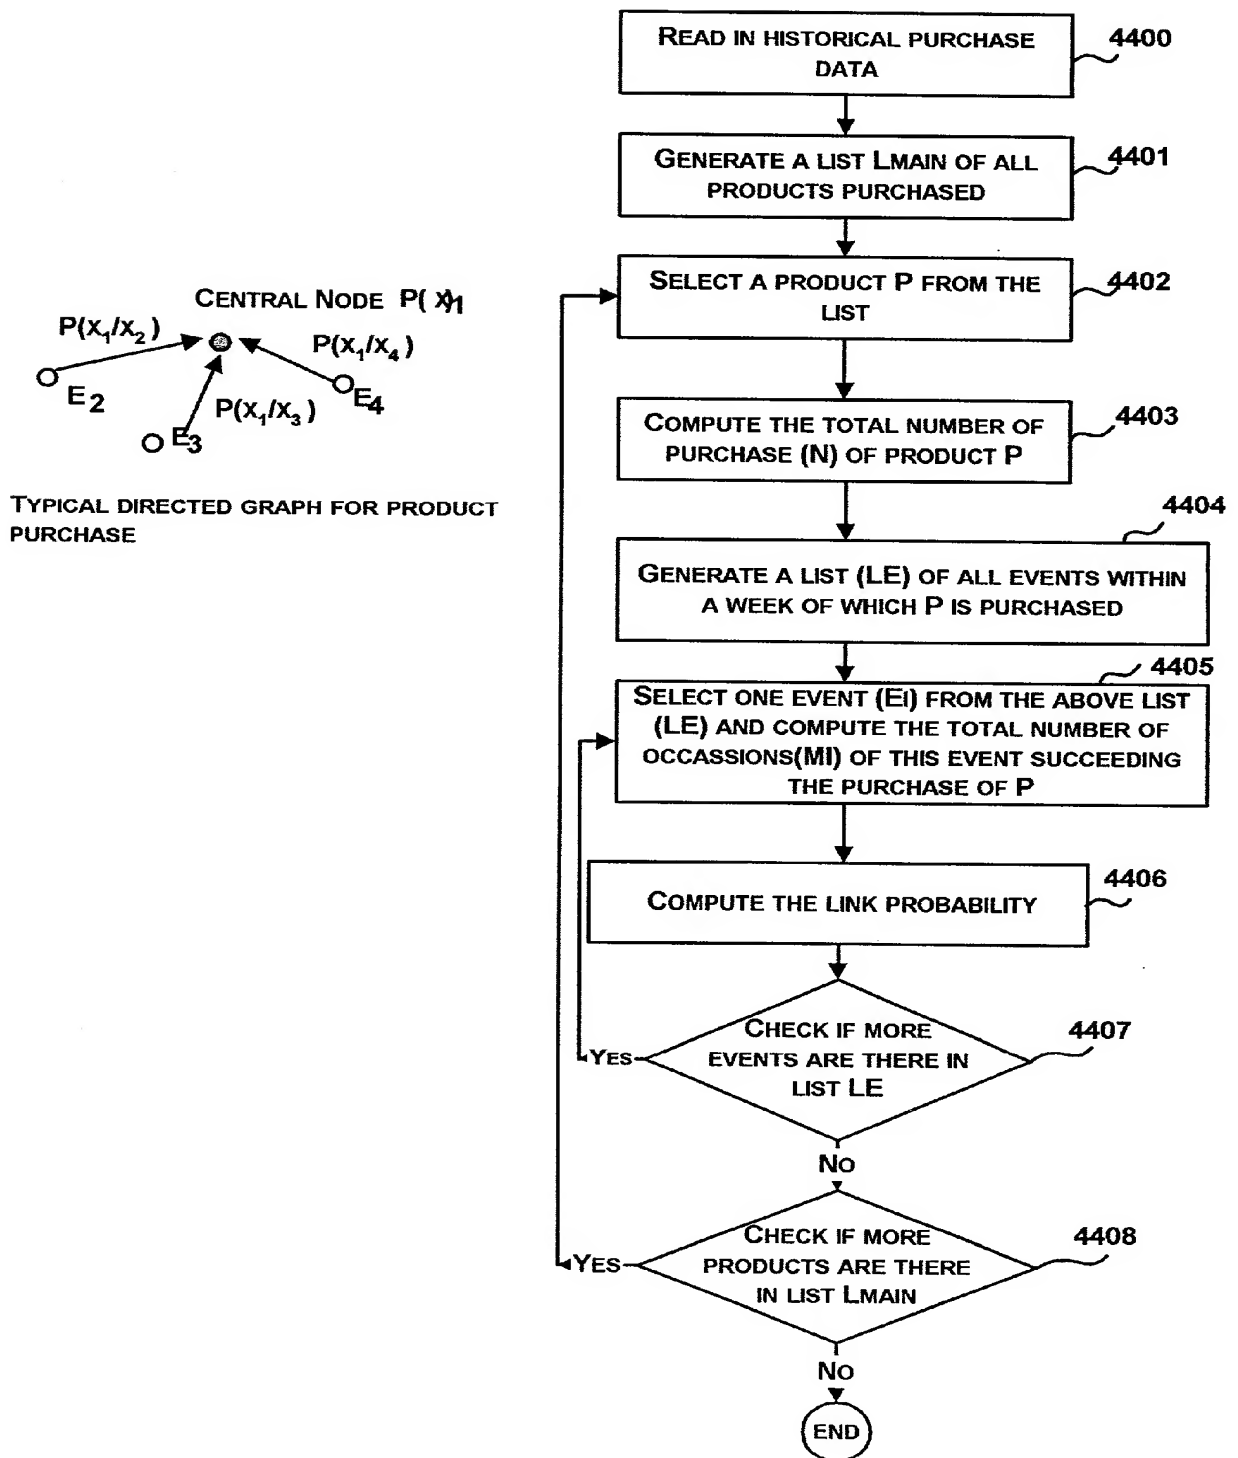 READ IN HISTORICAL PURCHASE
DATA
4400
GENERATE A LIST LMAIN OF ALL
PRODUCTS PURCHASED
4401
SELECT A PRODUCT P FROM THE
LIST
4402
CENTRAL NODE P( x)1
P(x₁/x₂)
P(x₁/x₄)
E₂
P(x₁/x₃)
E₄
E₃
TYPICAL DIRECTED GRAPH FOR PRODUCT
PURCHASE
COMPUTE THE TOTAL NUMBER OF
PURCHASE (N) OF PRODUCT P
4403
4404
GENERATE A LIST (LE) OF ALL EVENTS WITHIN
A WEEK OF WHICH P IS PURCHASED
4405
SELECT ONE EVENT (EI) FROM THE ABOVE LIST
(LE) AND COMPUTE THE TOTAL NUMBER OF
OCCASSIONS(MI) OF THIS EVENT SUCCEEDING
THE PURCHASE OF P
4406
COMPUTE THE LINK PROBABILITY
CHECK IF MORE
EVENTS ARE THERE IN
LIST LE
4407
YES
NO
CHECK IF MORE
PRODUCTS ARE THERE
IN LIST LMAIN
4408
YES
NO
END